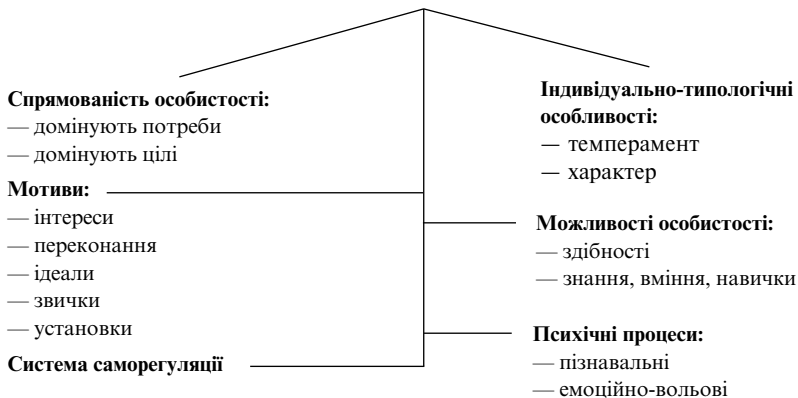 Спрямованість особистості:
— домінують потреби
— домінують цілі
Мотиви:
— інтереси
— переконання
— ідеали
— звички
— установки
Система саморегуляції
Індивідуально-типологічні
особливості:
— темперамент
— характер
Можливості особистості:
— здібності
— знання, вміння, навички
Психічні процеси:
— пізнавальні
— емоційно-вольові